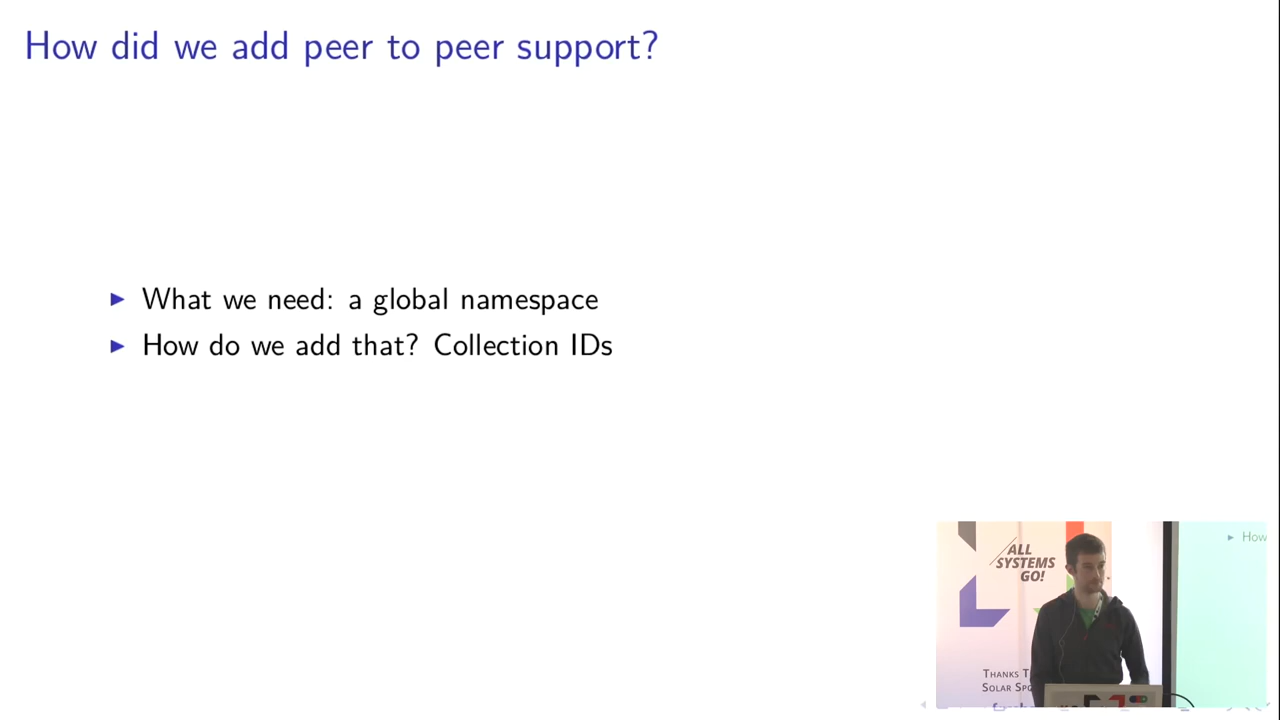 How did we add peer to peer support?
▶ What we need: a global namespace
▶ How do we add that? Collection IDs
ALL
SYSTEMS
GO!
▶ How
THANKS T
SOLAR SPO